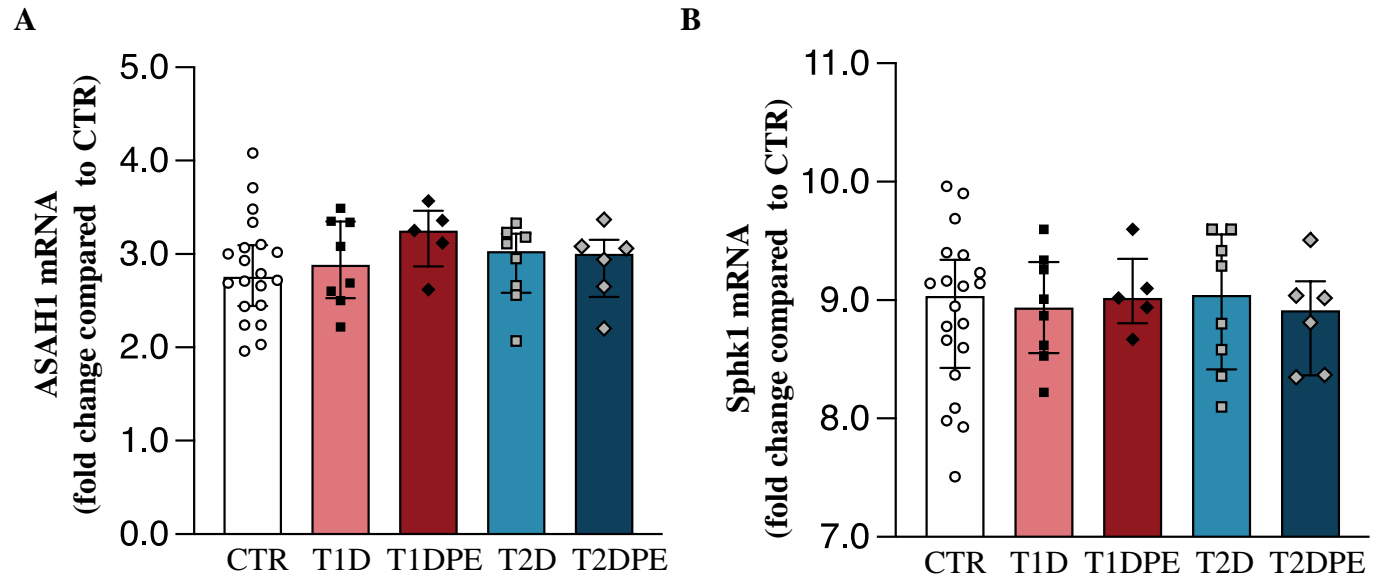 A
ASAH1 mRNA
(fold change compared to CTR)
5.0
4.0
3.0
2.0
1.0
0.0
CTR T1D T1DPE T2D T2DPE
B
Sphk1 mRNA
(fold change compared to CTR)
11.0
10.0
9.0
8.0
7.0
CTR T1D T1DPE T2D T2DPE